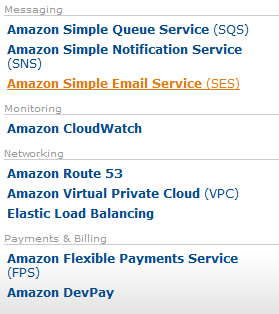 Messaging
Amazon Simple Queue Service (SQS)
Amazon Simple Notification Service
(SNS)
Amazon Simple Email Service (SES)
Monitoring
Amazon CloudWatch
Networking
Amazon Route 53
Amazon Virtual Private Cloud (VPC)
Elastic Load Balancing
Payments & Billing
Amazon Flexible Payments Service
(FPS)
Amazon DevPay